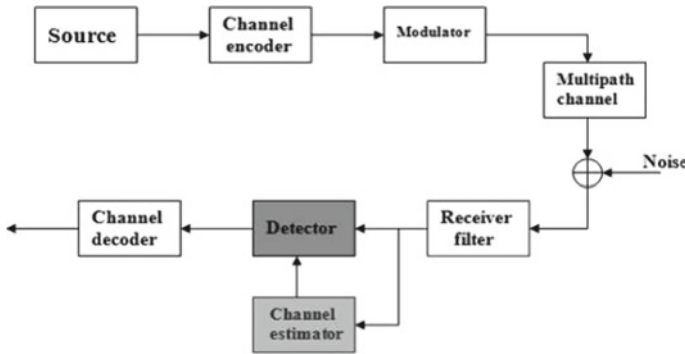 Source
Channel
encoder
Modulator
Multipath
channel
Noise
Channel
decoder
Detector
Receiver
filter
Channel
estimator